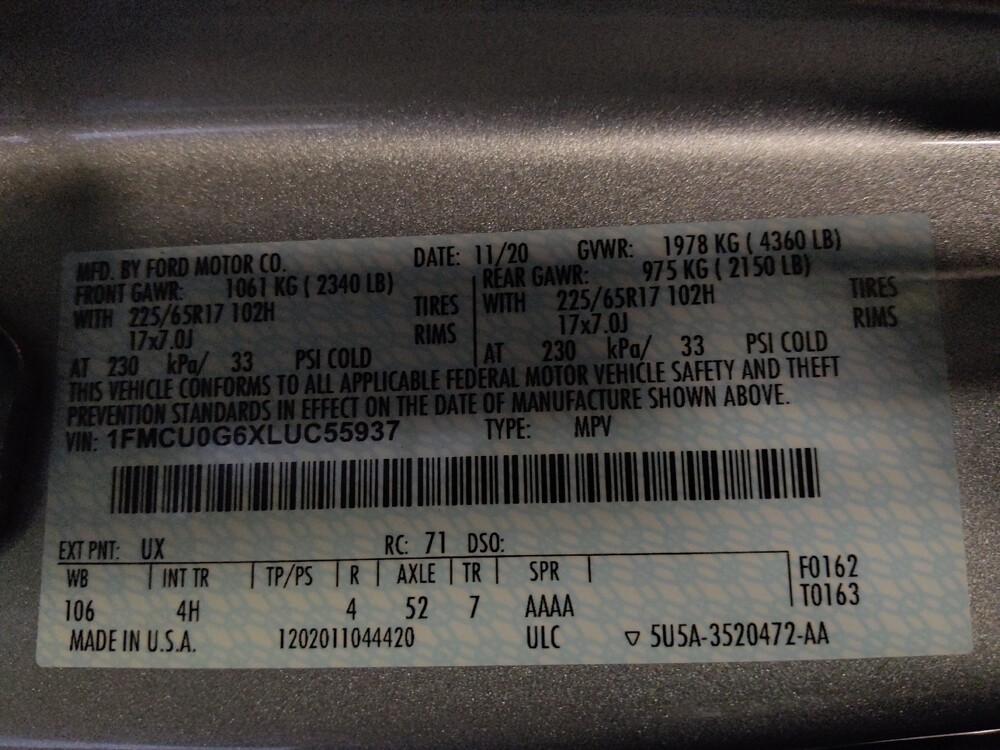 MFD. BY FORD MOTOR CO. DATE: 11/20 GVWR: 1978 KG ( 4360 LB)
FRONT GAWR: 1061 KG ( 2340 LB) REAR GAWR: 975 KG ( 2150 LB)
WITH 225/65R17 102H TIRES WITH 225/65R17 102H TIRES
17x7.0J RIMS 17x7.0J RIMS
AT 230 kPa/ 33 PSI COLD AT 230 kPa/ 33 PSI COLD
THIS VEHICLE CONFORMS TO ALL APPLICABLE FEDERAL MOTOR VEHICLE SAFETY AND THEFT
PREVENTION STANDARDS IN EFFECT ON THE DATE OF MANUFACTURE SHOWN ABOVE.
VIN: 1FMCU0G6XLUC55937 TYPE: MPV
EXT PNT: UX RC: 71 DSO:
WB INT TR TP/PS R AXLE TR SPR F0162
106 4H 4 52 7 AAAA T0163
MADE IN U.S.A. 1202011044420 ULC ▽ 5U5A-3520472-AA